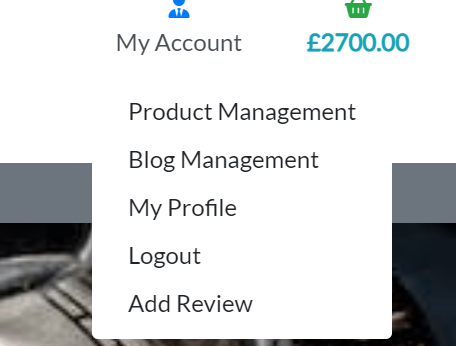 My Account £2700.00
Product Management
Blog Management
My Profile
Logout
Add Review